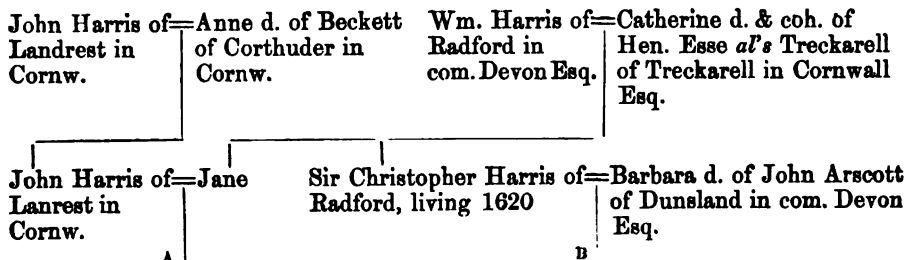 John Harris of=Anne d. of Beckett
Landrest in of Corthuder in
Cornw. Cornw.
Wm. Harris of=Catherine d. & coh. of
Radford in Hen. Esse al's Treckarell
com. Devon Esq. of Treckarell in Cornwall
Esq.
John Harris of=Jane
Lanrest in
Cornw.
Sir Christopher Harris of=Barbara d. of John Arscott
Radford, living 1620 of Dunsland in com. Devon
Esq.
A
B